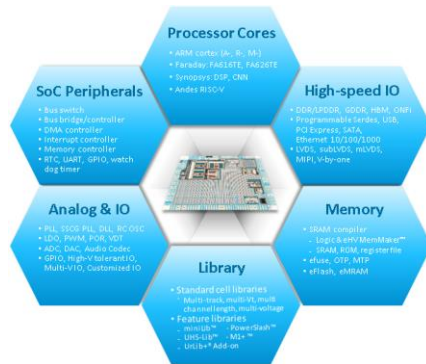 Processor Cores
• ARM cortex (A-, R-, M-)
• Faraday: FA616TE, FA626TE
• Synopsys: DSP, CNN
• Andes RISC-V
SoC Peripherals
• Bus switch
• Bus bridge/controller
• DMA controller
• Interrupt controller
• Memory controller
• RTC, UART, GPIO, watch
dog timer
High-speed IO
• DDR/LPDDR, GDDR, HBM, ONFi
• Programmable Serdes, USB,
PCI Express, SATA,
Ethernet 10/100/1000
• LVDS, subLVDS, mLVDS,
MIPI, V-by-one
Analog & IO
• PLL, SSCG PLL, DLL, RC OSC
• LDO, PWM, POR, VDT
• ADC, DAC, Audio Codec
• GPIO, High-V tolerant IO,
Multi-VIO, Customized IO
Memory
• SRAM compiler
- Logic & eHV MemMaker™
- SRAM, ROM, register file
• efuse, OTP, MTP
• eFlash, eMRAM
Library
• Standard cell libraries
- Multi-track, multi-Vt, multi
channel length, multi-voltage
• Feature libraries
- miniLib™ - PowerSlash™
- UHS-Lib™ - M1+™
- UrLib+® Add-on